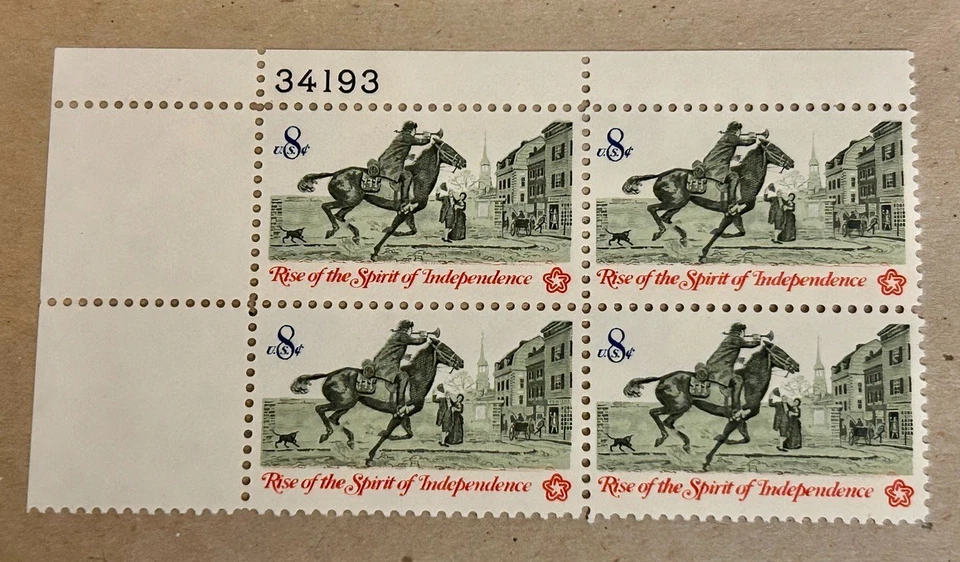 34193
8
U.S.¢
8
U.S.¢
Rise of the Spirit of Independence
Rise of the Spirit of Independence
8
U.S.¢
8
U.S.¢
Rise of the Spirit of Independence
Rise of the Spirit of Independence